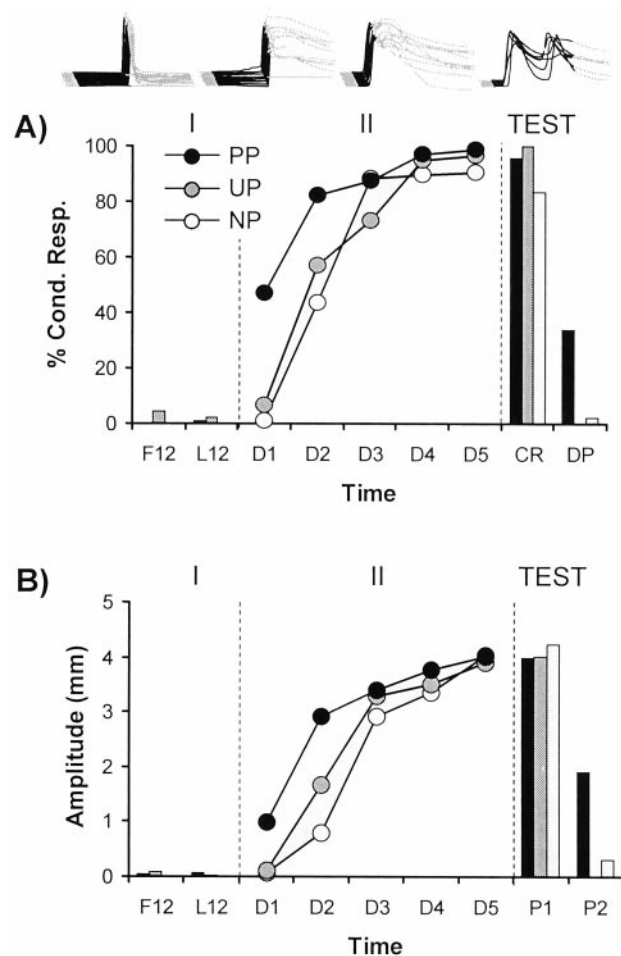 A)
I II TEST
PP
UP
NP
100
80
60
40
20
0
% Cond. Resp.
F12 L12 D1 D2 D3 D4 D5 CR DP
Time
B)
I II TEST
5
4
3
2
1
0
Amplitude (mm)
F12 L12 D1 D2 D3 D4 D5 P1 P2
Time